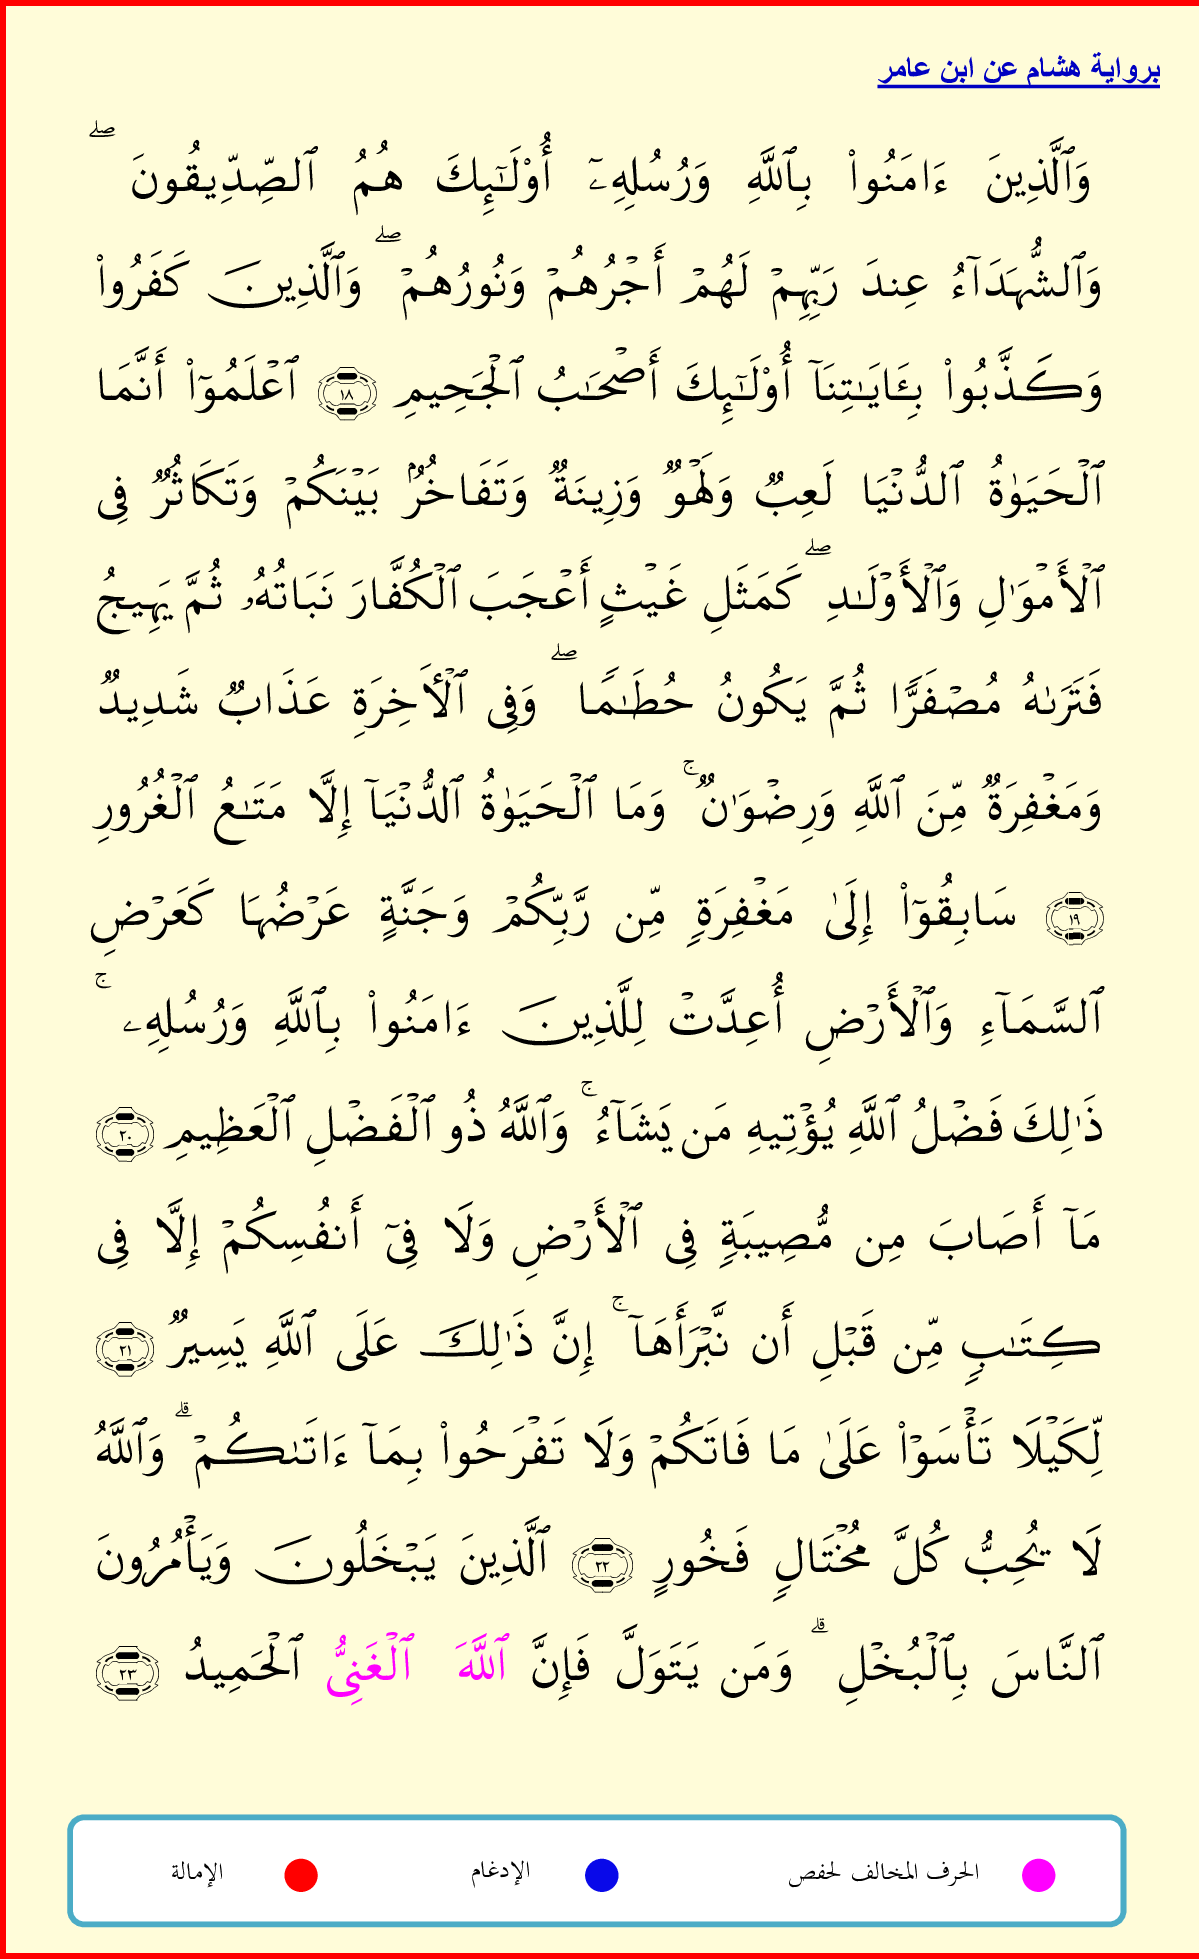 برواية هشام عن ابن عامر
وَٱلَّذِينَ ءَامَنُوا۟ بِٱللَّهِ وَرُسُلِهِۦٓ أُو۟لَـٰٓئِكَ هُمُ ٱلصِّدِّيقُونَ ۖ
وَٱلشُّهَدَآءُ عِندَ رَبِّهِمْ لَهُمْ أَجْرُهُمْ وَنُورُهُمْ ۖ وَٱلَّذِينَ كَفَرُوا۟
وَكَذَّبُوا۟ بِـَٔايَـٰتِنَآ أُو۟لَـٰٓئِكَ أَصْحَـٰبُ ٱلْجَحِيمِ ١٨ ٱعْلَمُوٓا۟ أَنَّمَا
ٱلْحَيَوٰةُ ٱلدُّنْيَا لَعِبٌ وَلَهْوٌ وَزِينَةٌ وَتَفَاخُرٌۢ بَيْنَكُمْ وَتَكَاثُرٌ فِى
ٱلْأَمْوَٰلِ وَٱلْأَوْلَـٰدِ ۖ كَمَثَلِ غَيْثٍ أَعْجَبَ ٱلْكُفَّارَ نَبَاتُهُۥ ثُمَّ يَهِيجُ
فَتَرَىٰهُ مُصْفَرًّا ثُمَّ يَكُونُ حُطَـٰمًا ۖ وَفِى ٱلْـَٔاخِرَةِ عَذَابٌ شَدِيدٌ
وَمَغْفِرَةٌ مِّنَ ٱللَّهِ وَرِضْوَٰنٌ ۚ وَمَا ٱلْحَيَوٰةُ ٱلدُّنْيَآ إِلَّا مَتَـٰعُ ٱلْغُرُورِ
١٩ سَابِقُوٓا۟ إِلَىٰ مَغْفِرَةٍ مِّن رَّبِّكُمْ وَجَنَّةٍ عَرْضُهَا كَعَرْضِ
ٱلسَّمَآءِ وَٱلْأَرْضِ أُعِدَّتْ لِلَّذِينَ ءَامَنُوا۟ بِٱللَّهِ وَرُسُلِهِۦ ۚ
ذَٰلِكَ فَضْلُ ٱللَّهِ يُؤْتِيهِ مَن يَشَآءُ ۚ وَٱللَّهُ ذُو ٱلْفَضْلِ ٱلْعَظِيمِ ٢٠
مَآ أَصَابَ مِن مُّصِيبَةٍ فِى ٱلْأَرْضِ وَلَا فِىٓ أَنفُسِكُمْ إِلَّا فِى
كِتَـٰبٍ مِّن قَبْلِ أَن نَّبْرَأَهَآ ۚ إِنَّ ذَٰلِكَ عَلَى ٱللَّهِ يَسِيرٌ ٢١
لِّكَيْلَا تَأْسَوْا۟ عَلَىٰ مَا فَاتَكُمْ وَلَا تَفْرَحُوا۟ بِمَآ ءَاتَىٰكُمْ ۗ وَٱللَّهُ
لَا يُحِبُّ كُلَّ مُخْتَالٍ فَخُورٍ ٢٢ ٱلَّذِينَ يَبْخَلُونَ وَيَأْمُرُونَ
ٱلنَّاسَ بِٱلْبُخْلِ ۗ وَمَن يَتَوَلَّ فَإِنَّ ٱللَّهَ ٱلْغَنِىُّ ٱلْحَمِيدُ ٢٣
الحرف المخالف لحفص الإدغام الإمالة